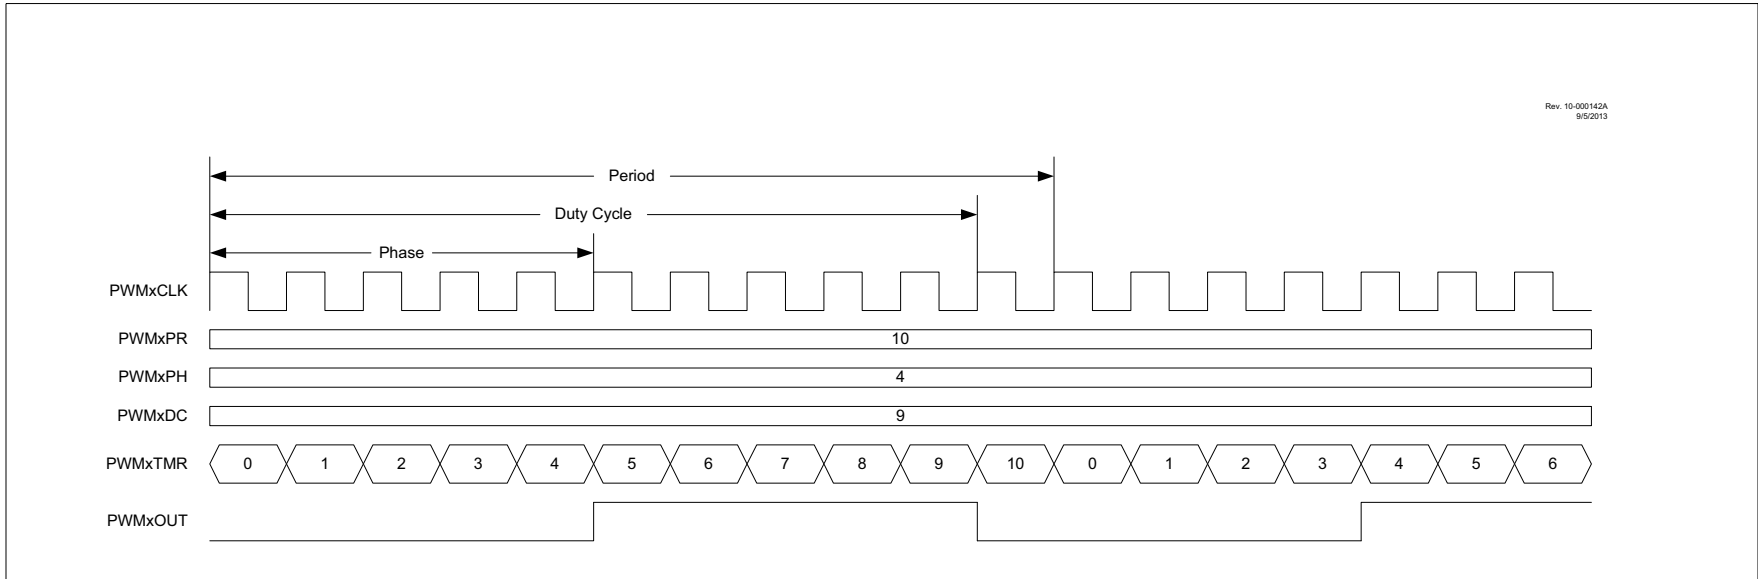 Rev. 10-000142A
9/5/2013
Period
Duty Cycle
Phase
PWMxCLK
PWMxPR 10
PWMxPH 4
PWMxDC 9
PWMxTMR 0 1 2 3 4 5 6 7 8 9 10 0 1 2 3 4 5 6
PWMxOUT